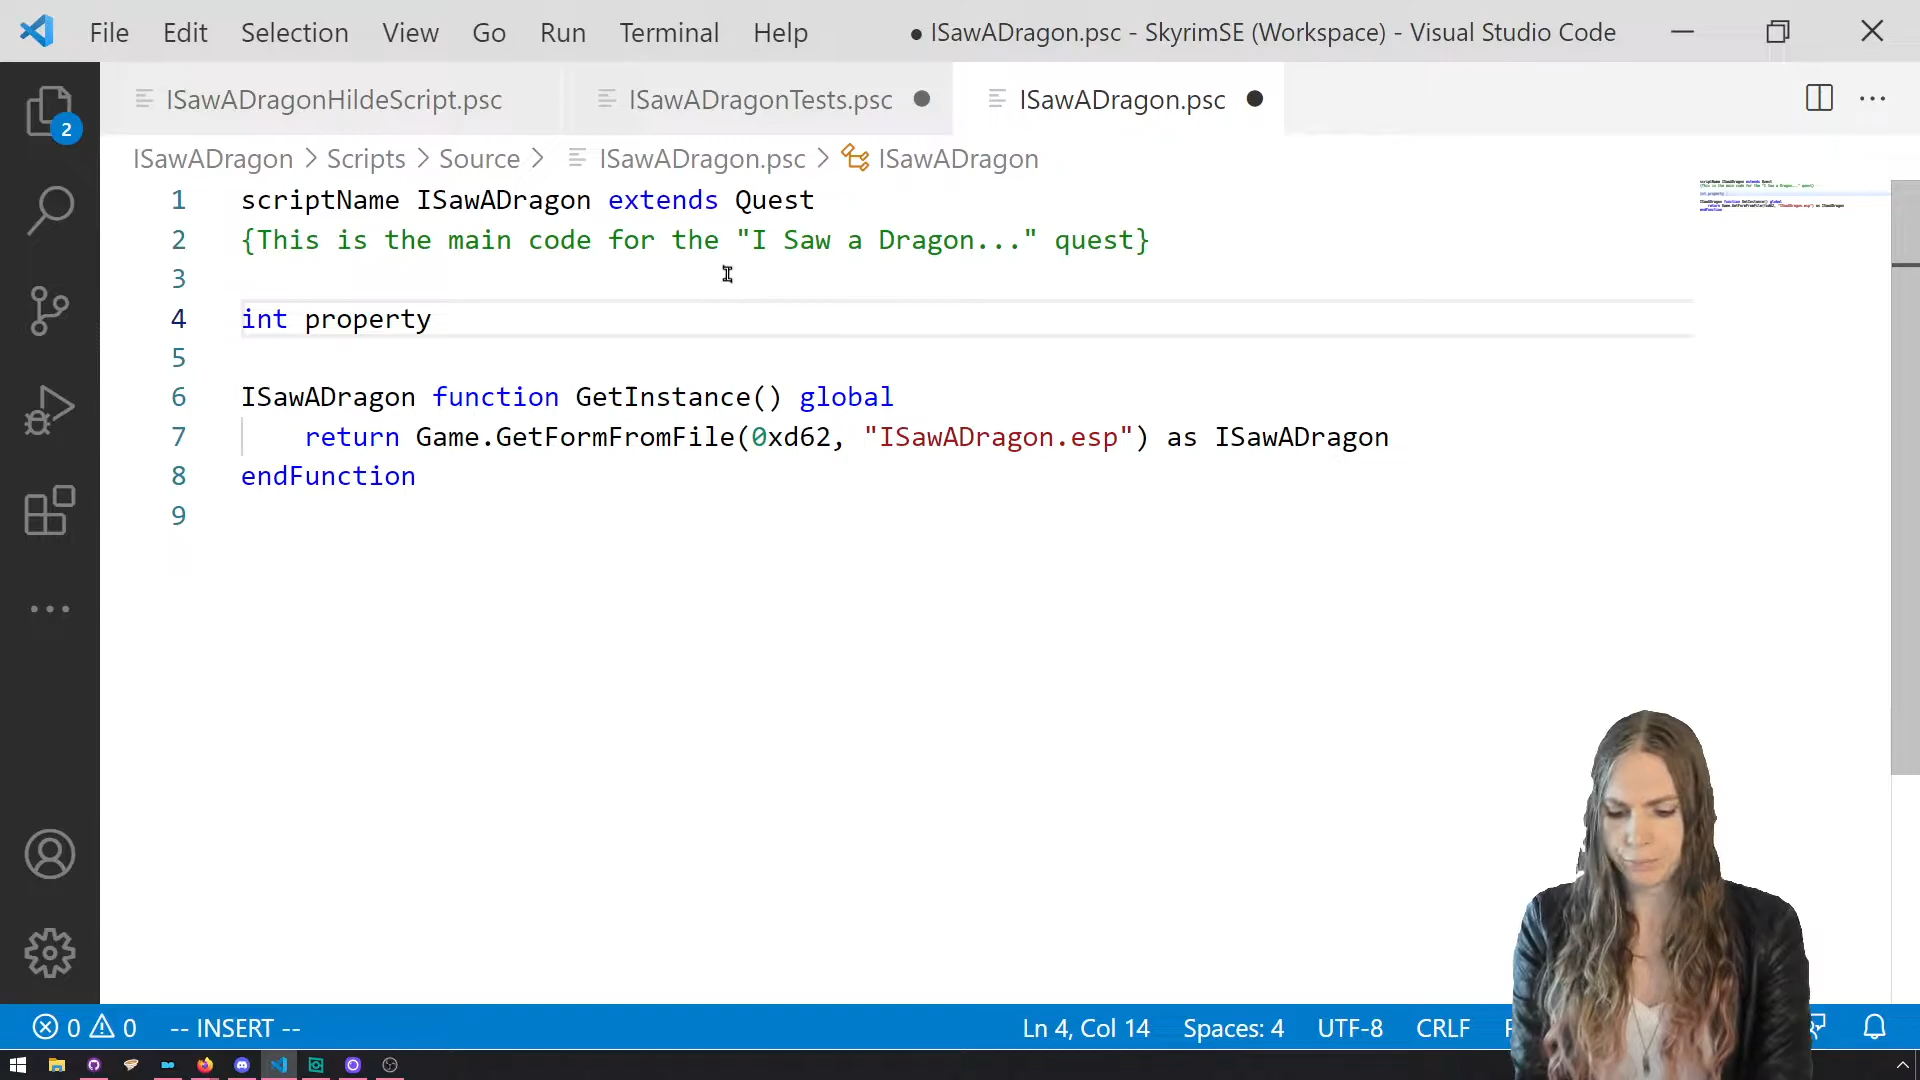 File Edit Selection View Go Run Terminal Help ● ISawADragon.psc - SkyrimSE (Workspace) - Visual Studio Code
ISawADragonHildeScript.psc ISawADragonTests.psc ISawADragon.psc
2
ISawADragon > Scripts > Source > ISawADragon.psc > ISawADragon
1 scriptName ISawADragon extends Quest
2 {This is the main code for the "I Saw a Dragon..." quest}
3
4 int property
5
6 ISawADragon function GetInstance() global
7 return Game.GetFormFromFile(0xd62, "ISawADragon.esp") as ISawADragon
8 endFunction
9
0 0 -- INSERT -- Ln 4, Col 14 Spaces: 4 UTF-8 CRLF